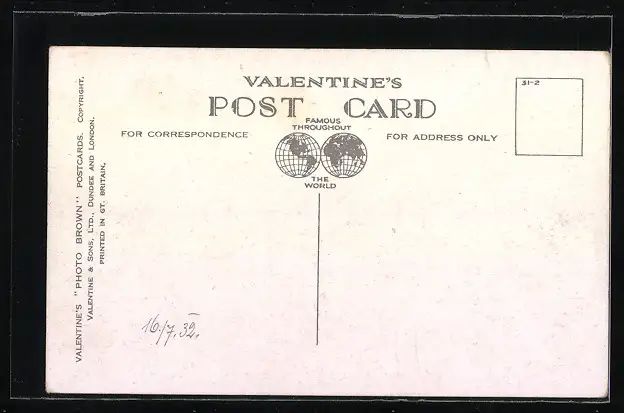 VALENTINE'S
POST CARD
FAMOUS
THROUGHOUT
THE
WORLD
FOR CORRESPONDENCE
FOR ADDRESS ONLY
31-2
VALENTINE'S "PHOTO BROWN" POSTCARDS. COPYRIGHT.
VALENTINE & SONS, LTD., DUNDEE AND LONDON.
PRINTED IN GT. BRITAIN.
16/7.32.